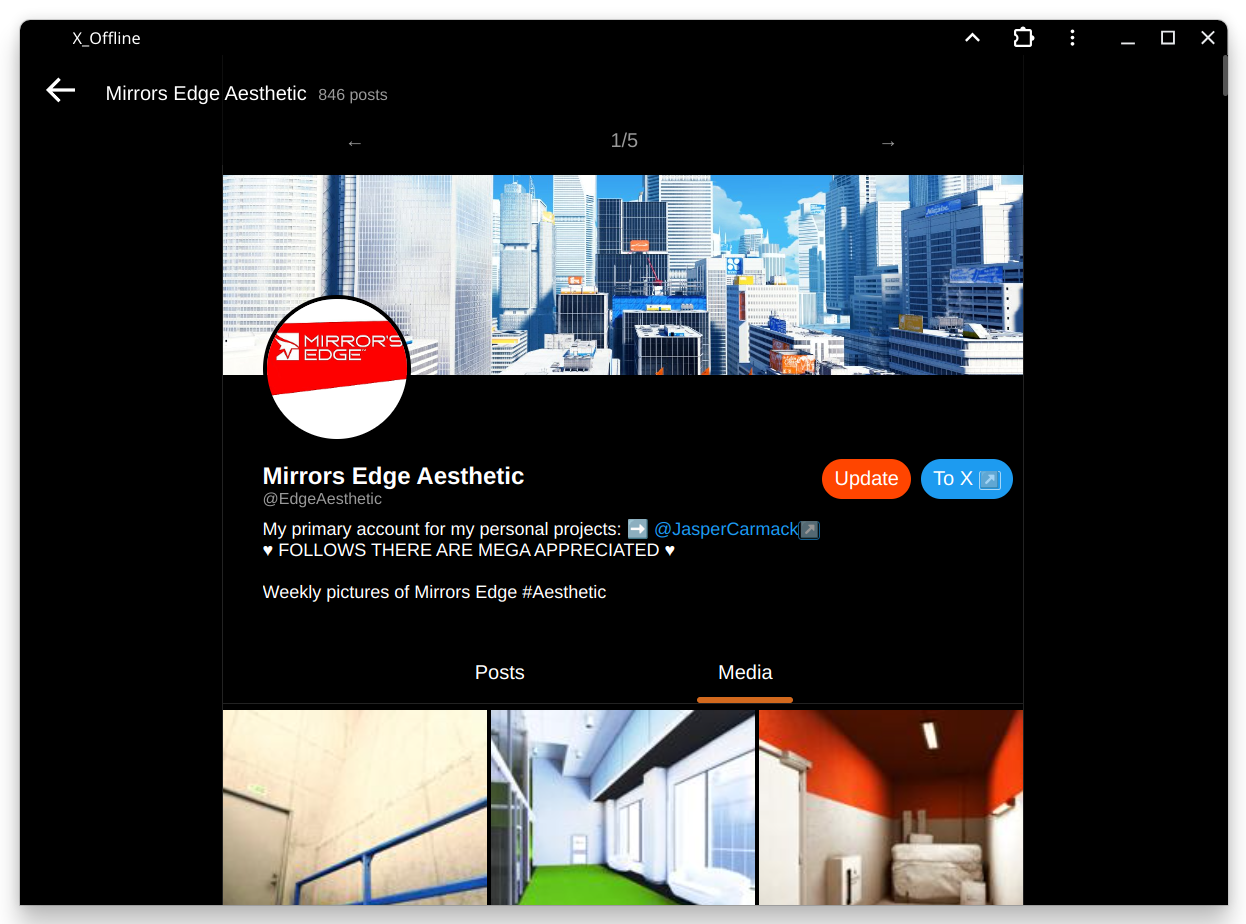 X_Offline
Mirrors Edge Aesthetic 846 posts
← 1/5 →
MIRROR'S
EDGE™
Mirrors Edge Aesthetic
@EdgeAesthetic
Update
To X ↗
My primary account for my personal projects: ➡️ @JasperCarmack↗
♥ FOLLOWS THERE ARE MEGA APPRECIATED ♥
Weekly pictures of Mirrors Edge #Aesthetic
Posts Media